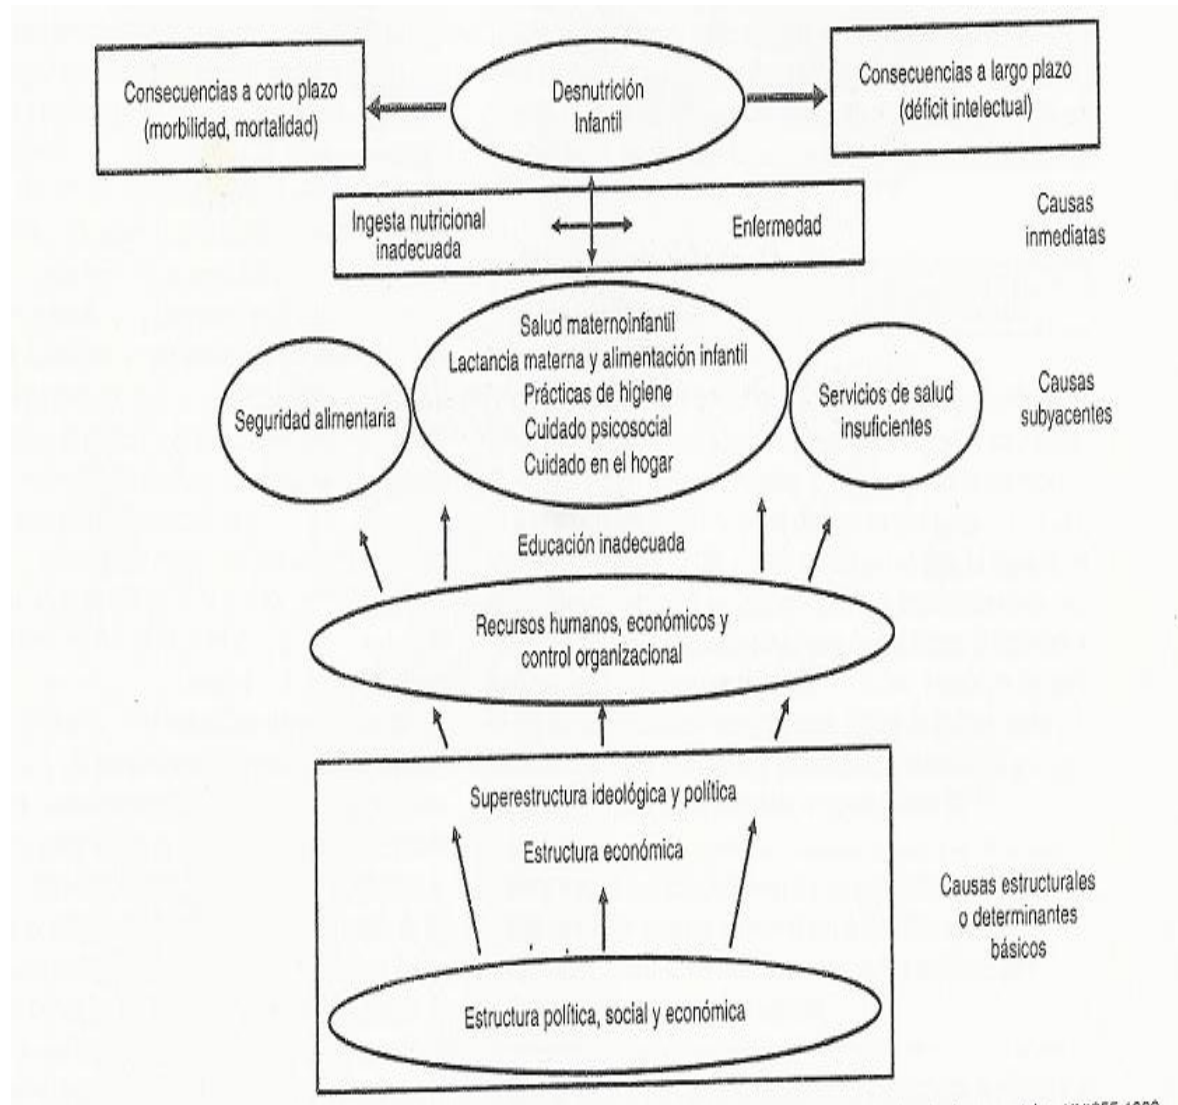 Consecuencias a corto plazo
(morbilidad, mortalidad)
Desnutrición
Infantil
Consecuencias a largo plazo
(déficit intelectual)
Ingesta nutricional
inadecuada
Enfermedad
Causas
inmediatas
Seguridad alimentaria
Salud maternoinfantil
Lactancia materna y alimentación infantil
Prácticas de higiene
Cuidado psicosocial
Cuidado en el hogar
Servicios de salud
insuficientes
Causas
subyacentes
Educación inadecuada
Recursos humanos, económicos y
control organizacional
Superestructura ideológica y política
Estructura económica
Causas estructurales
o determinantes
básicos
Estructura política, social y económica